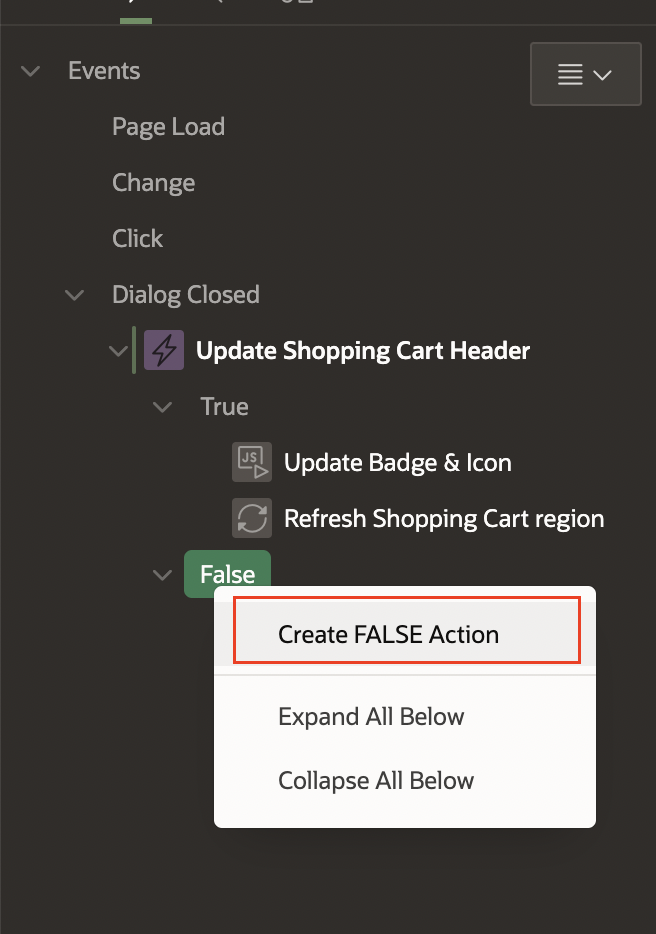 Events
Page Load
Change
Click
Dialog Closed
Update Shopping Cart Header
True
JS
Update Badge & Icon
Refresh Shopping Cart region
False
Create FALSE Action
Expand All Below
Collapse All Below